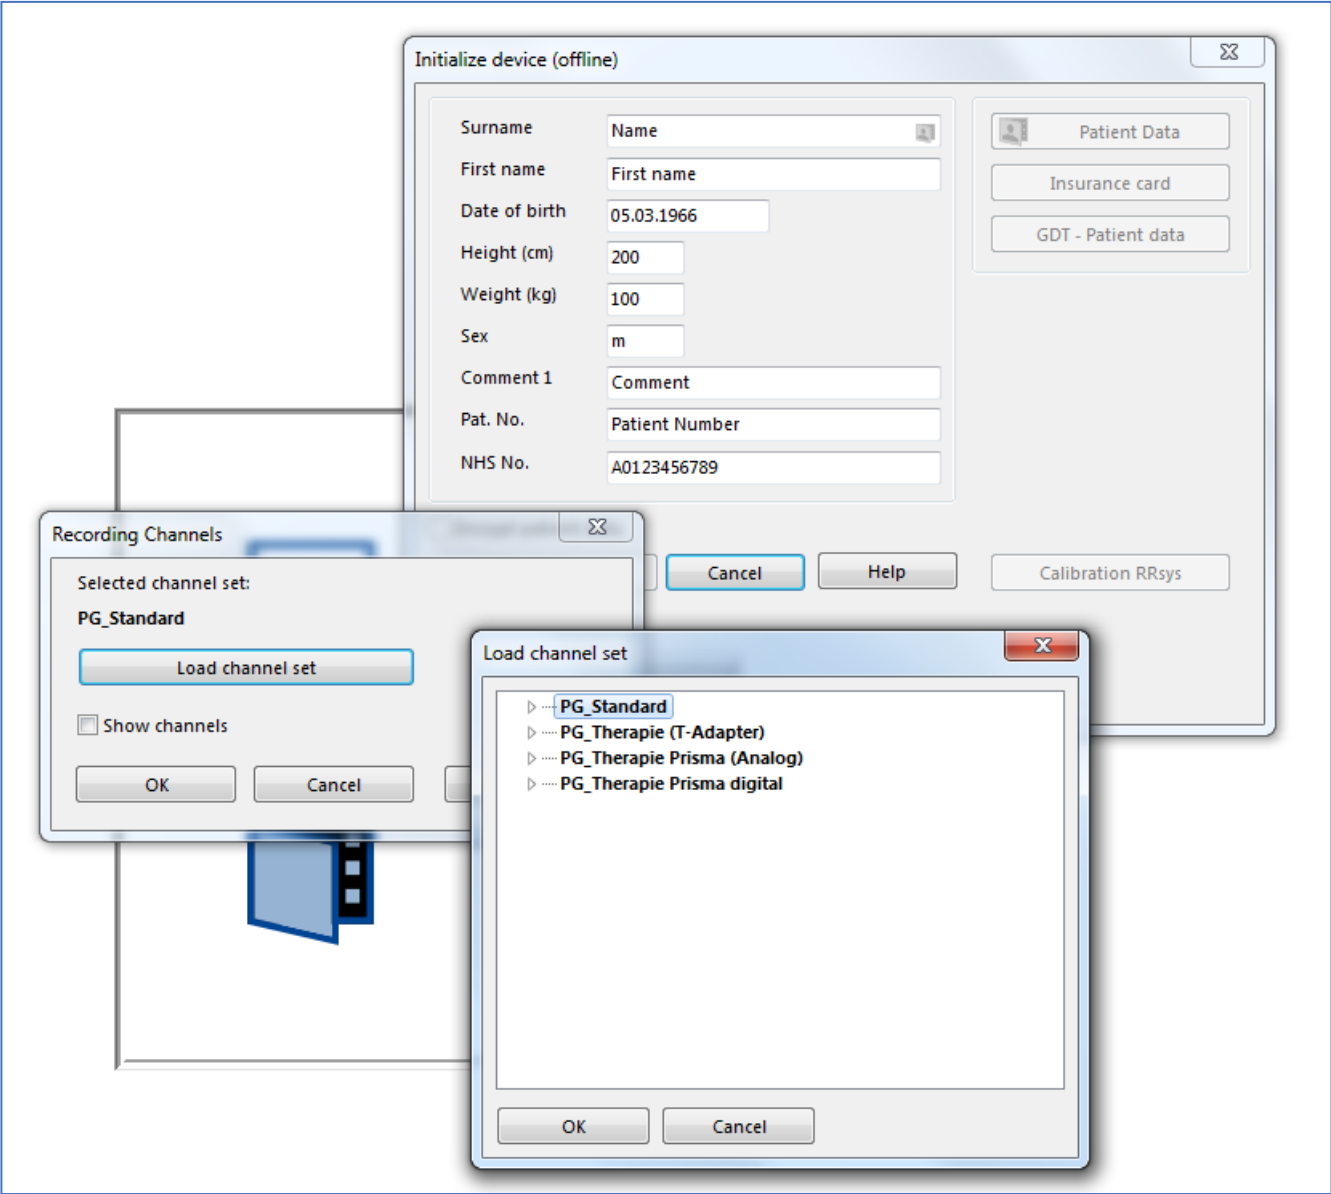 Initialize device (offline)
Surname
Name
Patient Data
First name
First name
Insurance card
Date of birth
05.03.1966
GDT - Patient data
Height (cm)
200
Weight (kg)
100
Sex
m
Comment 1
Comment
Pat. No.
Patient Number
NHS No.
A0123456789
Cancel
Help
Calibration RRsys
Recording Channels
Selected channel set:
PG_Standard
Load channel set
Show channels
OK
Cancel
Load channel set
PG_Standard
PG_Therapie (T-Adapter)
PG_Therapie Prisma (Analog)
PG_Therapie Prisma digital
OK
Cancel